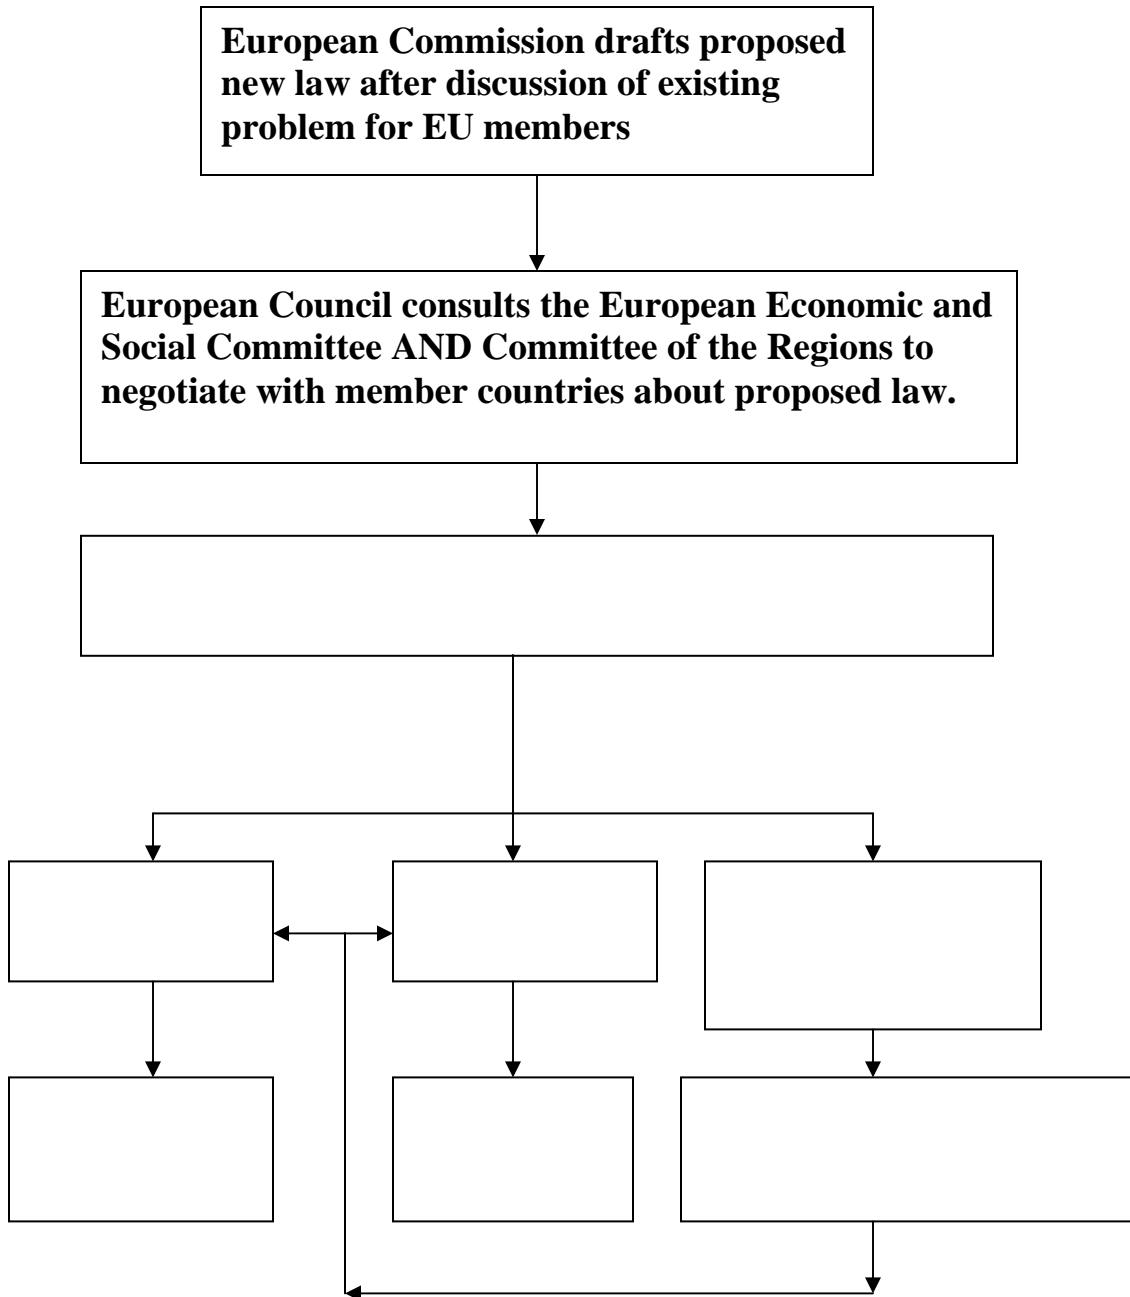 European Commission drafts proposed
new law after discussion of existing
problem for EU members
European Council consults the European Economic and
Social Committee AND Committee of the Regions to
negotiate with member countries about proposed law.